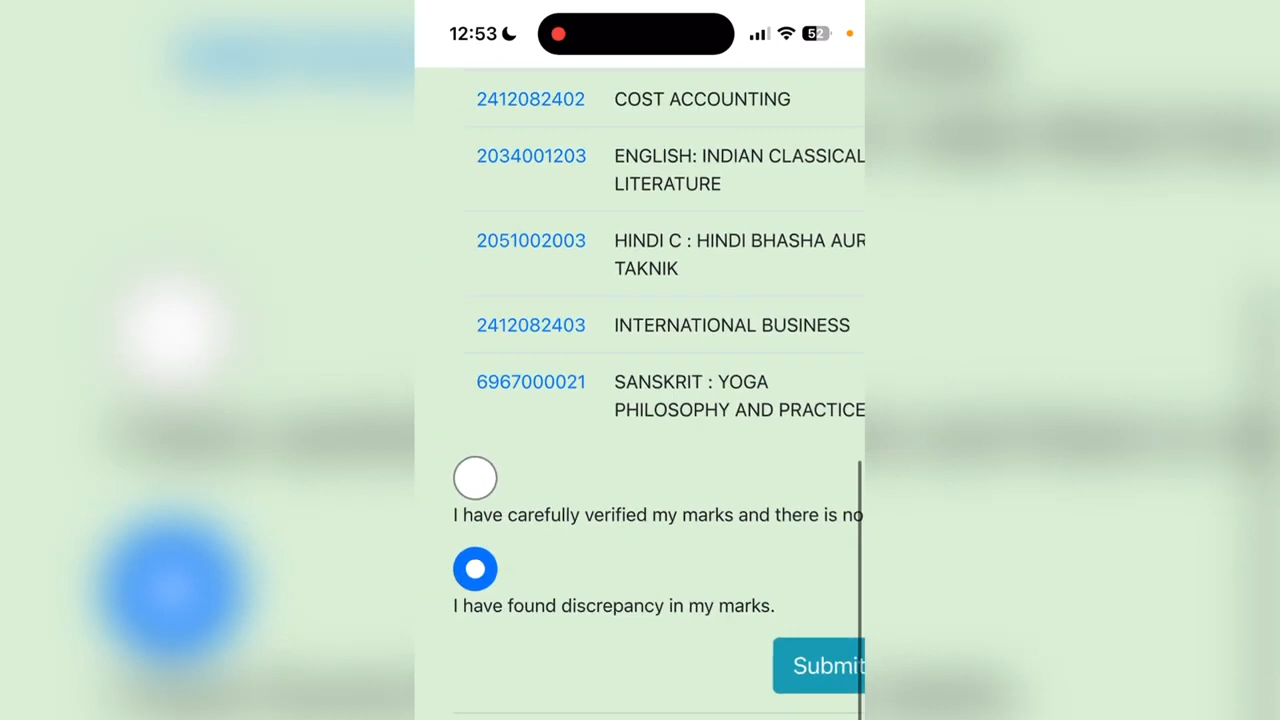 12:53
52
2412082402 COST ACCOUNTING
2034001203 ENGLISH: INDIAN CLASSICAL
LITERATURE
2051002003 HINDI C : HINDI BHASHA AUR
TAKNIK
2412082403 INTERNATIONAL BUSINESS
6967000021 SANSKRIT : YOGA
PHILOSOPHY AND PRACTICE
I have carefully verified my marks and there is no
I have found discrepancy in my marks.
Submit